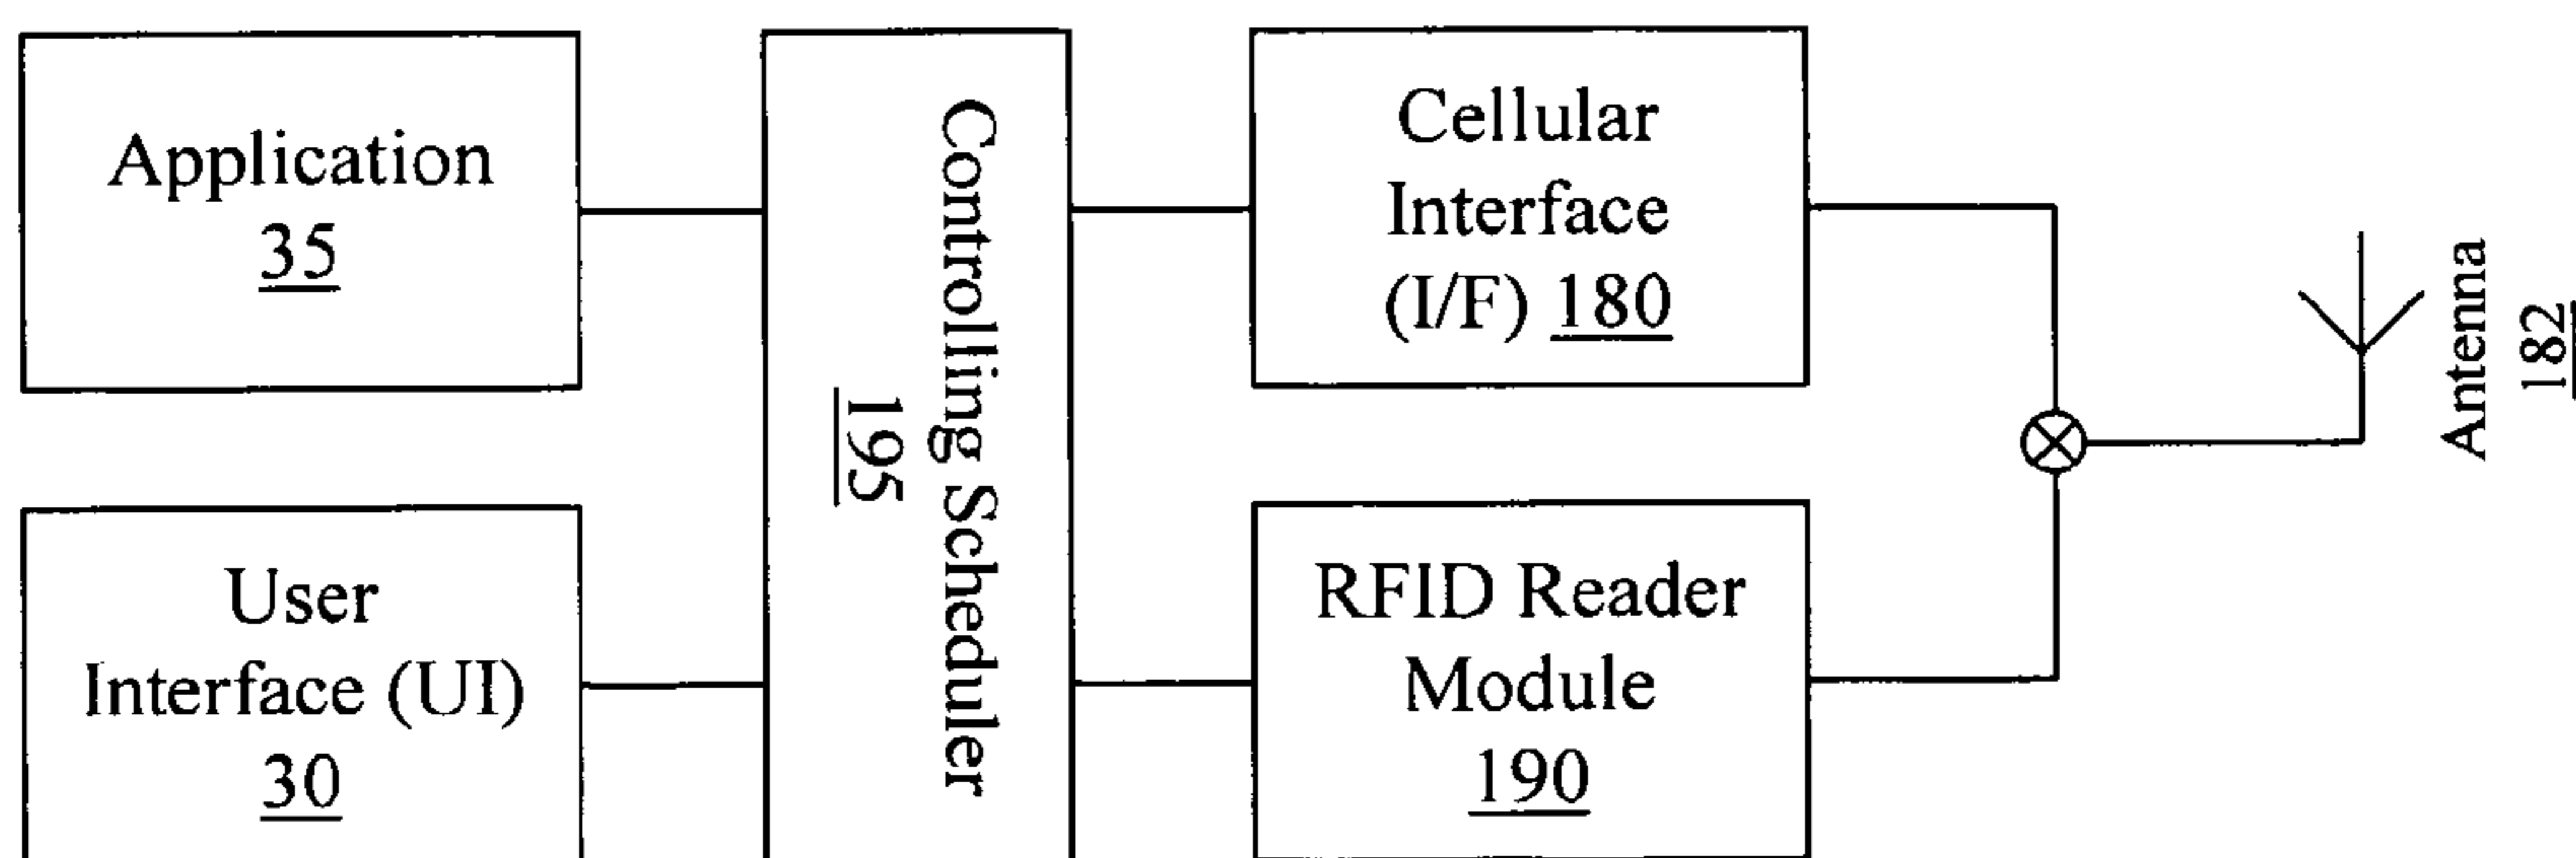 Application
35
User
Interface (UI)
30
Controlling Scheduler
195
Cellular
Interface
(I/F) 180
RFID Reader
Module
190
Antenna
182